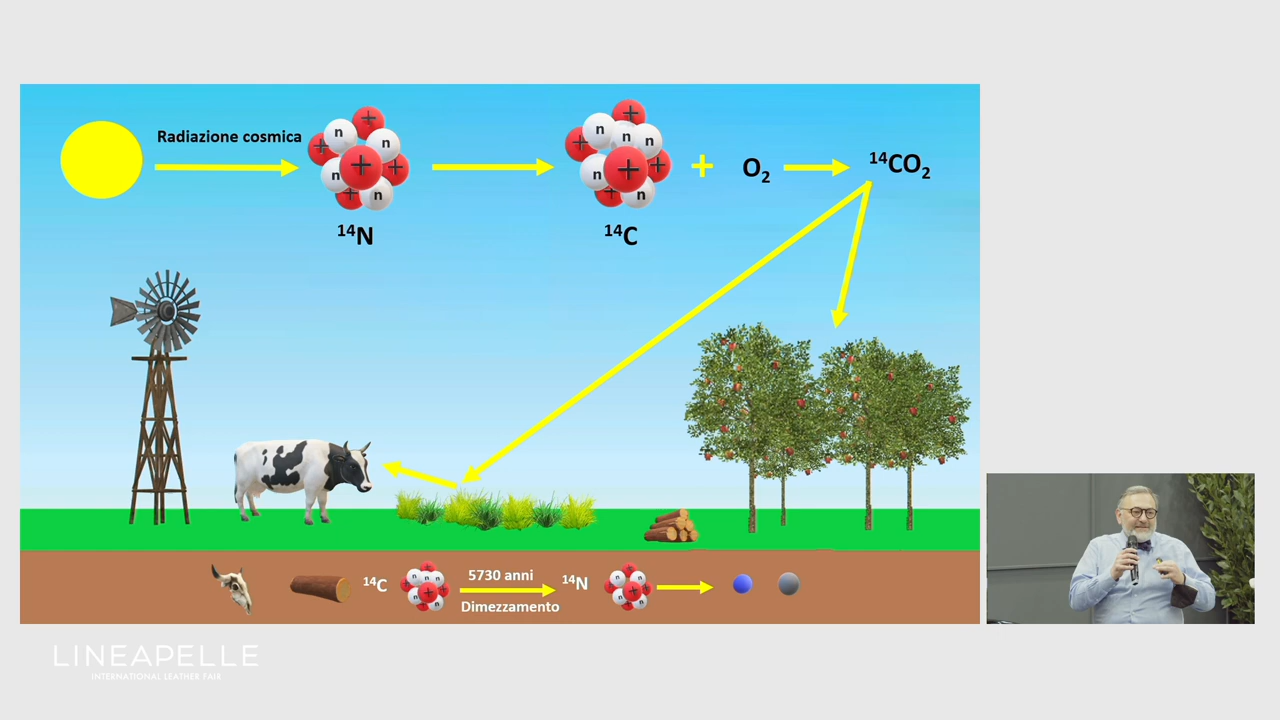 Radiazione cosmica
¹⁴N
¹⁴C
+
O₂
¹⁴CO₂
¹⁴C
5730 anni
Dimezzamento
¹⁴N
LINEAPELLE
INTERNATIONAL LEATHER FAIR